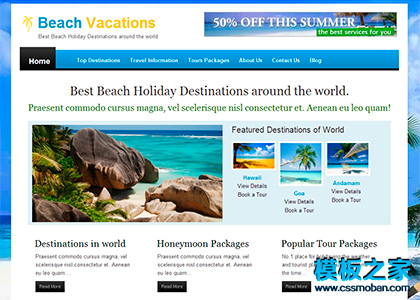 Beach Vacations
Best Beach Holiday Destinations around the world
50% OFF THIS SUMMER
the best services for you
Home
Top Destinations
Travel Information
Tours Packages
About Us
Contact Us
Blog
Best Beach Holiday Destinations around the world.
Praesent commodo cursus magna, vel scelerisque nisl consectetur et. Aenean eu leo quam!
Featured Destinations of World
Hawaii
View Details
Book a Tour
Goa
View Details
Book a Tour
Andamam
View Details
Book a Tour
Destinations in world
Praesent commodo cursus magna, vel
scelerisque nisl consectetur et. Aenean
eu leo quam....
Read More
Honeymoon Packages
Praesent commodo cursus magna, vel
scelerisque nisl consectetur et. Aenean
eu leo quam....
Read More
Popular Tour Packages
No 1 place for
and tourist pla
the time
Read More
模板之家
www.cssmoban.com